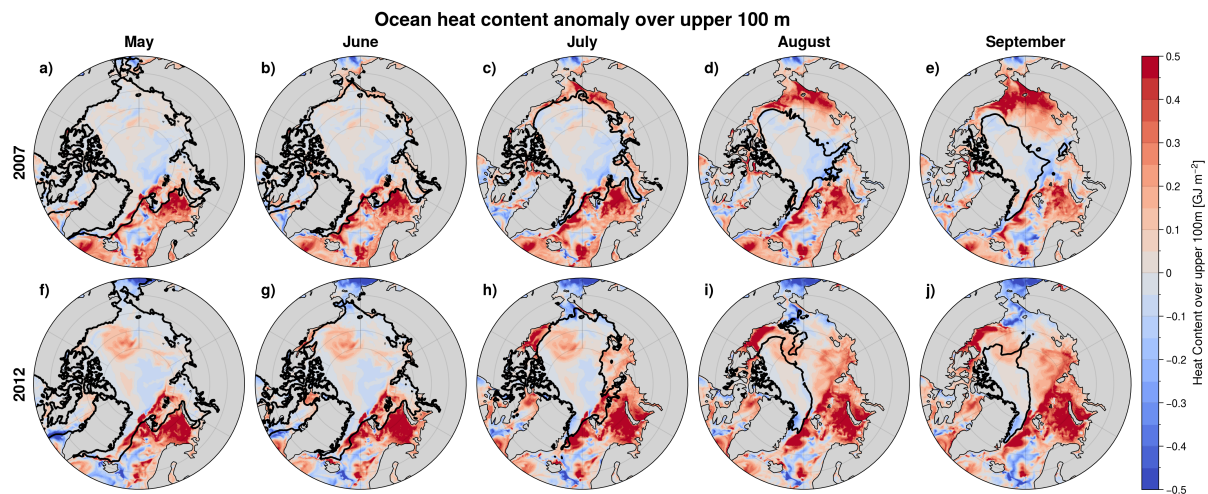 Ocean heat content anomaly over upper 100 m
May June July August September
a) b) c) d) e)
2007
f) g) h) i) j)
2012
0.5
0.4
0.3
0.2
0.1
0
−0.1
−0.2
−0.3
−0.4
−0.5
Heat Content over upper 100m [GJ m⁻²]